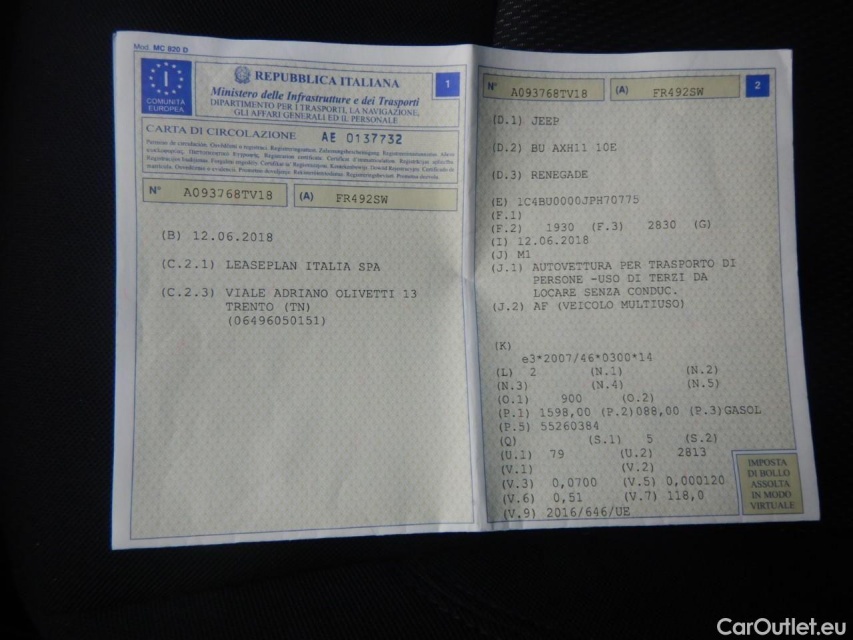 Mod. MC 820 D
I
COMUNITÀ
EUROPEA
REPUBBLICA ITALIANA
1
Ministero delle Infrastrutture e dei Trasporti
DIPARTIMENTO PER I TRASPORTI, LA NAVIGAZIONE,
GLI AFFARI GENERALI ED IL PERSONALE
CARTA DI CIRCOLAZIONE AE 0137732
N° A093768TV18 (A) FR492SW
(B) 12.06.2018
(C.2.1) LEASEPLAN ITALIA SPA
(C.2.3) VIALE ADRIANO OLIVETTI 13
TRENTO (TN)
(06496050151)
N° A093768TV18 (A) FR492SW 2
(D.1) JEEP
(D.2) BU AXH11 10E
(D.3) RENEGADE
(E) 1C4BU0000JPH70775
(F.1)
(F.2) 1930 (F.3) 2830 (G)
(I) 12.06.2018
(J) M1
(J.1) AUTOVETTURA PER TRASPORTO DI
PERSONE -USO DI TERZI DA
LOCARE SENZA CONDUC.
(J.2) AF (VEICOLO MULTIUSO)
(K)
e3*2007/46*0300*14
(L) 2 (N.1) (N.2)
(N.3) (N.4) (N.5)
(O.1) 900 (O.2)
(P.1) 1598,00 (P.2)088,00 (P.3)GASOL
(P.5) 55260384
(Q) (S.1) 5 (S.2)
(U.1) 79 (U.2) 2813
(V.1) (V.2)
(V.3) 0,0700 (V.5) 0,000120
(V.6) 0,51 (V.7) 118,0
(V.9) 2016/646/UE
IMPOSTA
DI BOLLO
ASSOLTA
IN MODO
VIRTUALE
CarOutlet.eu